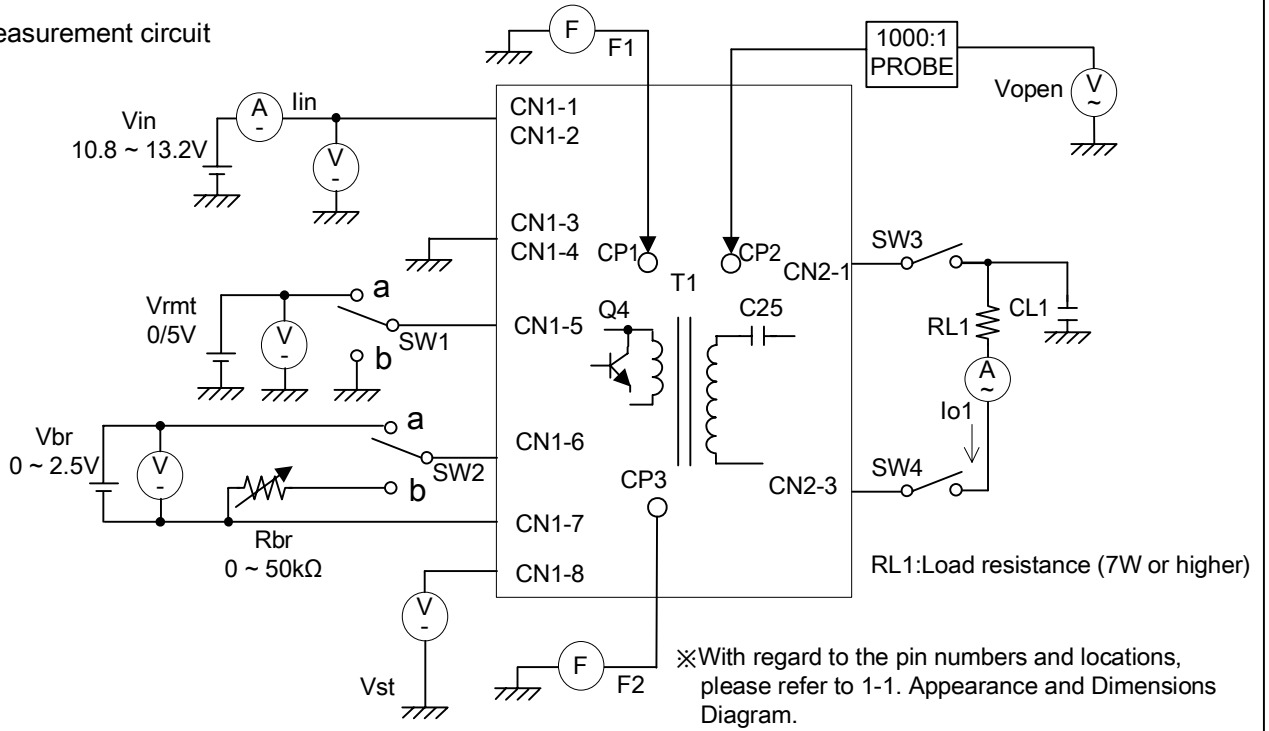 easurement circuit
F
F1
1000:1
PROBE
Vopen
V
~
Vin
10.8 ~ 13.2V
A
-
Iin
V
-
CN1-1
CN1-2
CN1-3
CN1-4
CP1
CP2
CN2-1
SW3
T1
Q4
C25
Vrmt
0/5V
V
-
a
SW1
b
CN1-5
RL1
CL1
A
~
Io1
Vbr
0 ~ 2.5V
V
-
a
SW2
b
CN1-6
CP3
CN2-3
SW4
Rbr
0 ~ 50kΩ
CN1-7
CN1-8
RL1:Load resistance (7W or higher)
V
-
Vst
F
F2
※With regard to the pin numbers and locations,
please refer to 1-1. Appearance and Dimensions
Diagram.